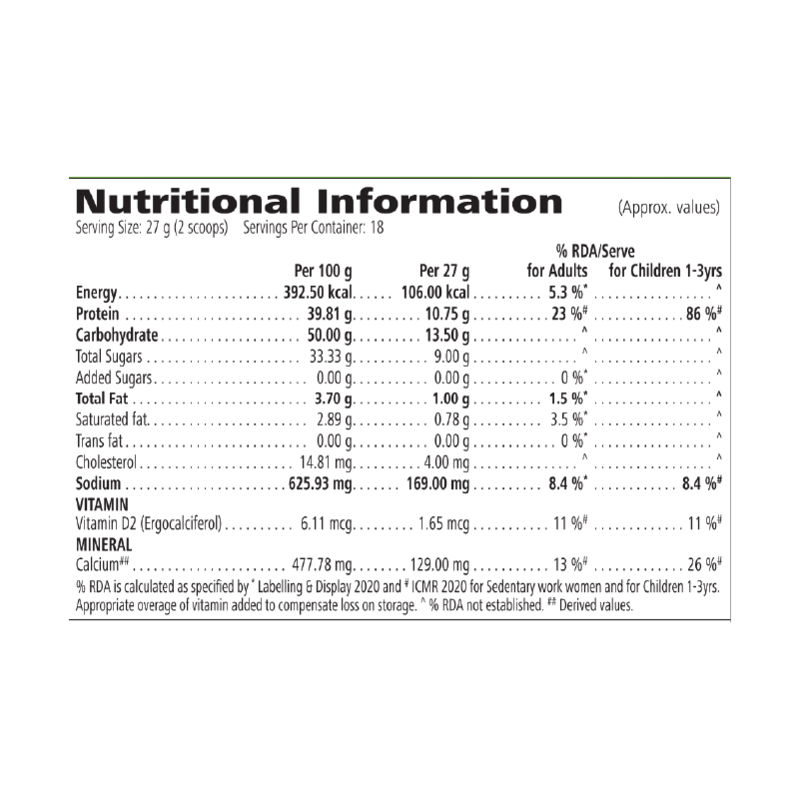 Nutritional Information (Approx. values)
Serving Size: 27 g (2 scoops) Servings Per Container: 18
% RDA/Serve
Per 100 g Per 27 g for Adults for Children 1-3yrs
Energy 392.50 kcal 106.00 kcal 5.3 %* ^
Protein 39.81 g 10.75 g 23 %# 86 %#
Carbohydrate 50.00 g 13.50 g ^ ^
Total Sugars 33.33 g 9.00 g ^ ^
Added Sugars 0.00 g 0.00 g 0 %* ^
Total Fat 3.70 g 1.00 g 1.5 %* ^
Saturated fat 2.89 g 0.78 g 3.5 %* ^
Trans fat 0.00 g 0.00 g 0 %* ^
Cholesterol 14.81 mg 4.00 mg ^ ^
Sodium 625.93 mg 169.00 mg 8.4 %* 8.4 %#
VITAMIN
Vitamin D2 (Ergocalciferol) 6.11 mcg 1.65 mcg 11 %# 11 %#
MINERAL
Calcium## 477.78 mg 129.00 mg 13 %# 26 %#
% RDA is calculated as specified by * Labelling & Display 2020 and # ICMR 2020 for Sedentary work women and for Children 1-3yrs.
Appropriate overage of vitamin added to compensate loss on storage. ^ % RDA not established. ## Derived values.